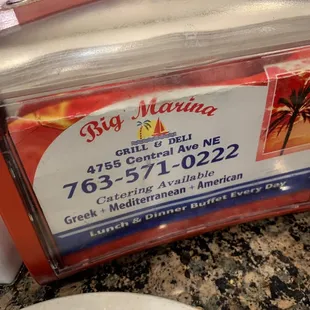 Big Marina
GRILL & DELI
4755 Central Ave NE
763-571-0222
Catering Available
Greek + Mediterranean + American
Lunch & Dinner Buffet Every Day